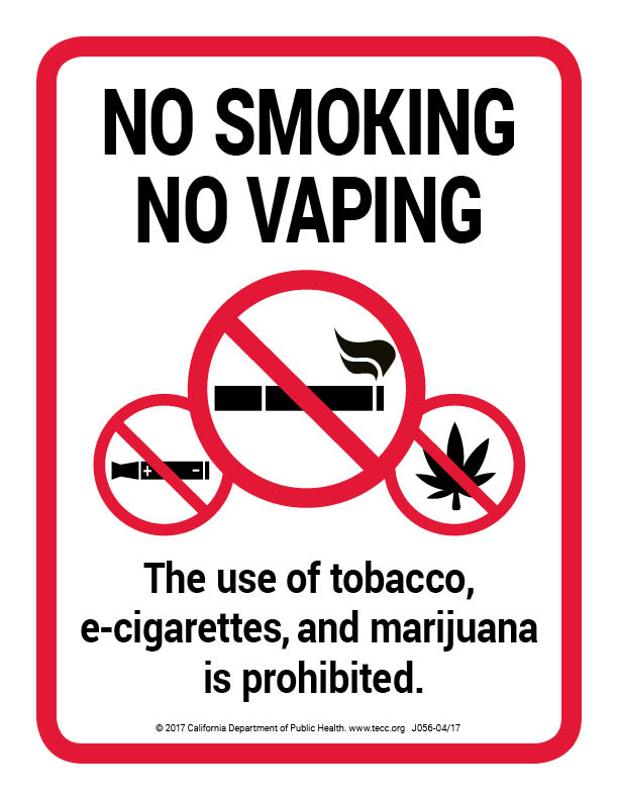 NO SMOKING
NO VAPING
+ -
The use of tobacco,
e-cigarettes, and marijuana
is prohibited.
© 2017 California Department of Public Health. www.tecc.org J056-04/17